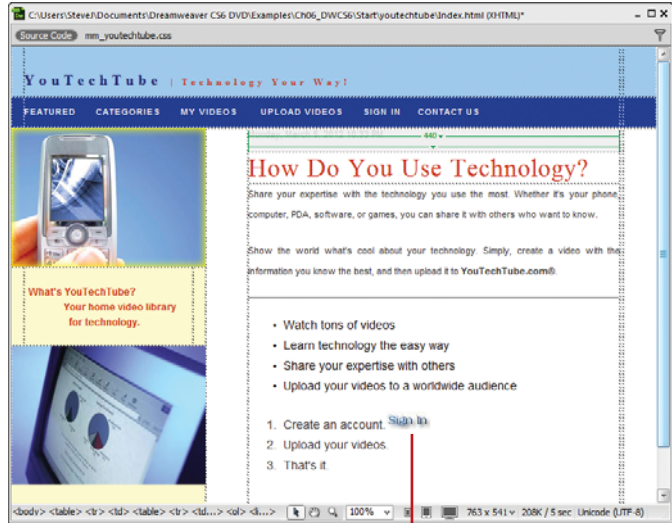 C:\Users\SteveJ\Documents\Dreamweaver CS6 DVD\Examples\Ch06_DWCS6\Start\youtechtube\Index.html (XHTML)*
Source Code mm_youtechtube.css
YouTechTube | Technology Your Way!
FEATURED CATEGORIES MY VIDEOS UPLOAD VIDEOS SIGN IN CONTACT US
440
How Do You Use Technology?
Share your expertise with the technology you use the most. Whether it's your phone,
computer, PDA, software, or games, you can share it with others who want to know.
Show the world what's cool about your technology. Simply, create a video with the
information you know the best, and then upload it to YouTechTube.com®.
What's YouTechTube?
Your home video library
for technology.
• Watch tons of videos
• Learn technology the easy way
• Share your expertise with others
• Upload your videos to a worldwide audience
1. Create an account. Sign In
2. Upload your videos.
3. That's it.
<body> <table> <tr> <td> <table> <tr> <td...> <ol> <li...> 100% 763 x 541 208K / 5 sec Unicode (UTF-8)